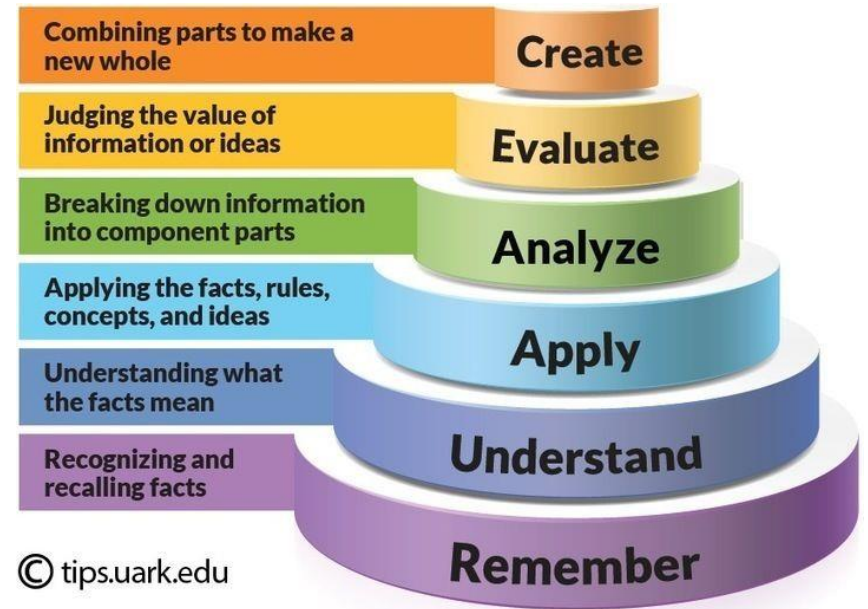 Combining parts to make a
new whole
Create
Judging the value of
information or ideas
Evaluate
Breaking down information
into component parts
Analyze
Applying the facts, rules,
concepts, and ideas
Apply
Understanding what
the facts mean
Understand
Recognizing and
recalling facts
Remember
© tips.uark.edu